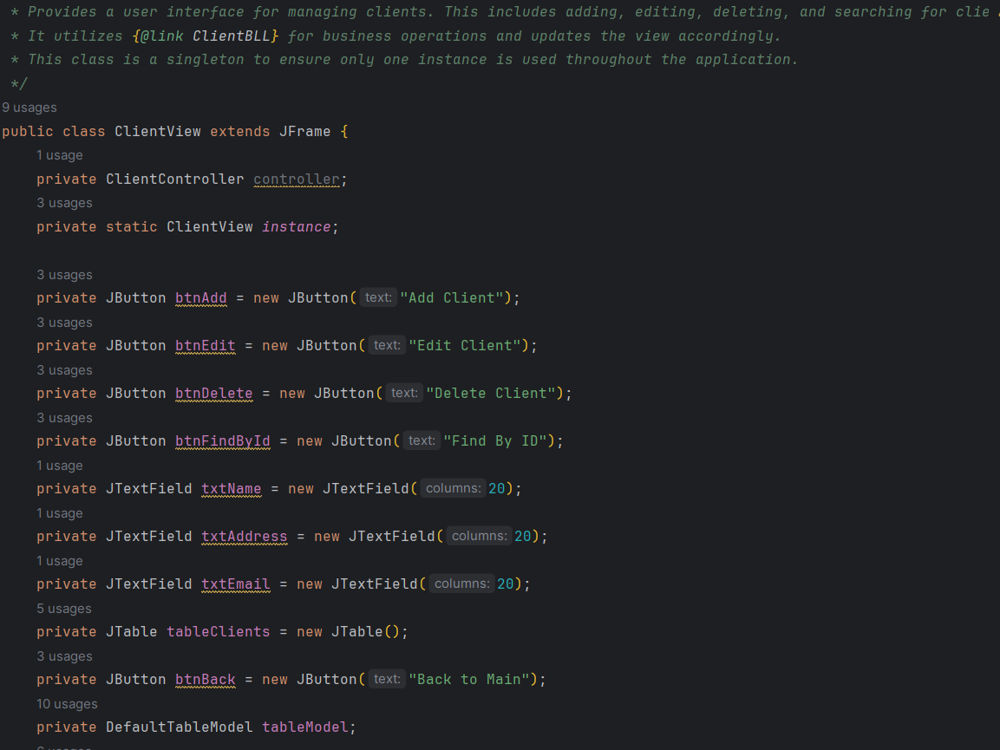 * Provides a user interface for managing clients. This includes adding, editing, deleting, and searching for clie
* It utilizes {@link ClientBLL} for business operations and updates the view accordingly.
* This class is a singleton to ensure only one instance is used throughout the application.
*/
9 usages
public class ClientView extends JFrame {
1 usage
private ClientController controller;
3 usages
private static ClientView instance;
3 usages
private JButton btnAdd = new JButton( text: "Add Client");
3 usages
private JButton btnEdit = new JButton( text: "Edit Client");
3 usages
private JButton btnDelete = new JButton( text: "Delete Client");
3 usages
private JButton btnFindById = new JButton( text: "Find By ID");
1 usage
private JTextField txtName = new JTextField( columns: 20);
1 usage
private JTextField txtAddress = new JTextField( columns: 20);
1 usage
private JTextField txtEmail = new JTextField( columns: 20);
5 usages
private JTable tableClients = new JTable();
3 usages
private JButton btnBack = new JButton( text: "Back to Main");
10 usages
private DefaultTableModel tableModel;